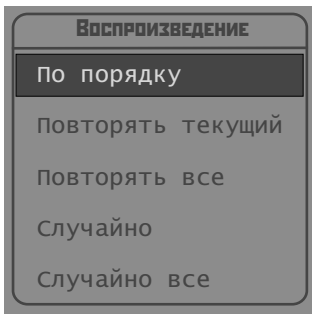 Воспроизведение
По порядку
Повторять текущий
Повторять все
Случайно
Случайно все